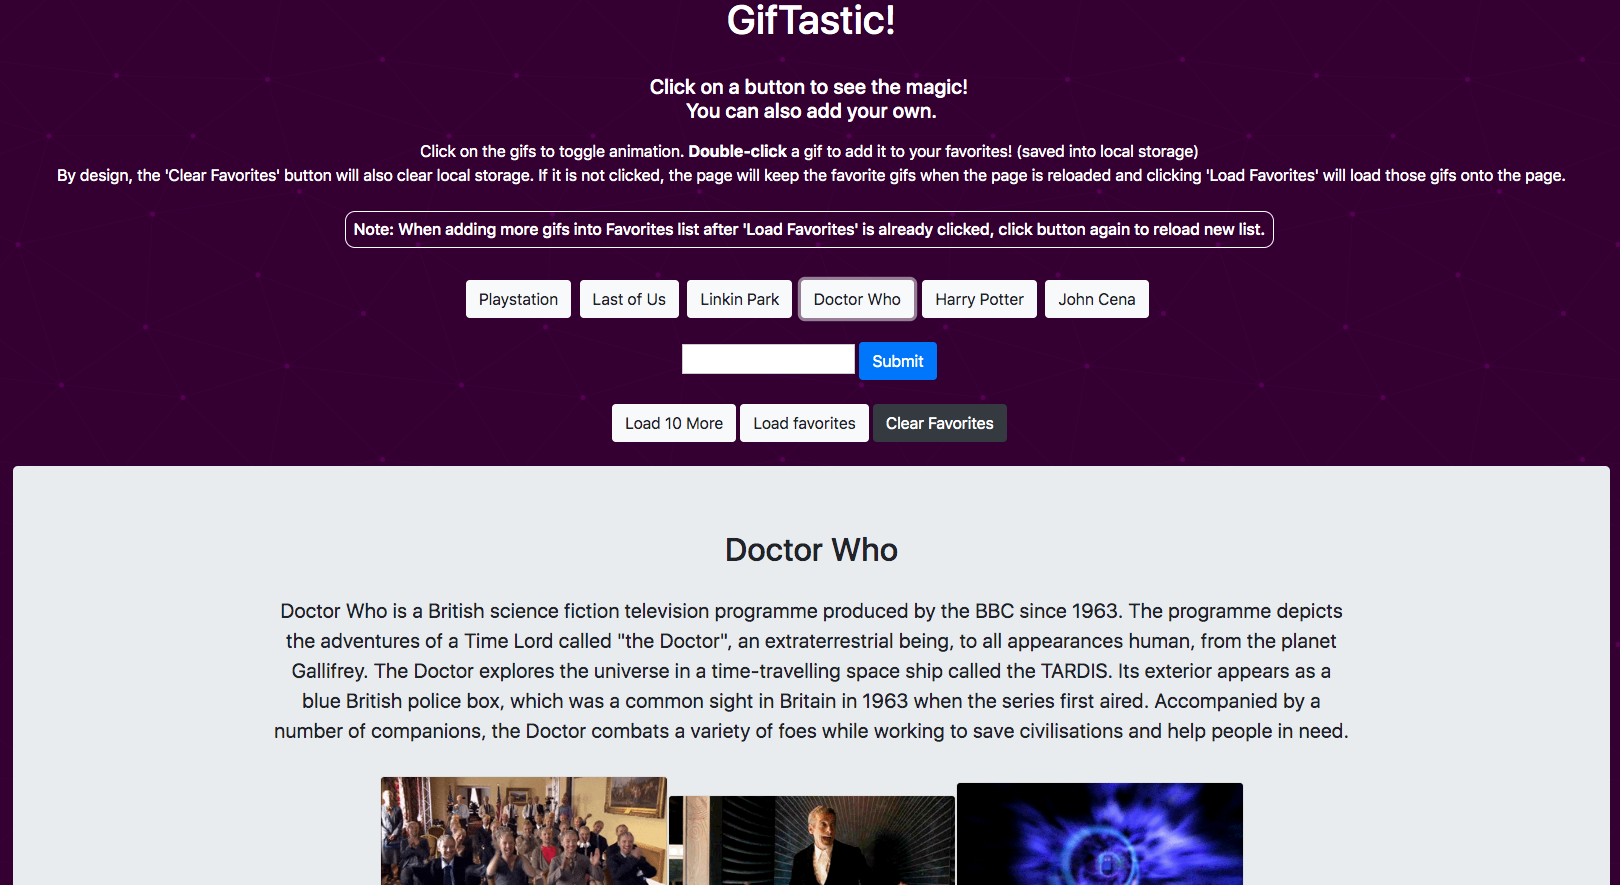 GifTastic!
Click on a button to see the magic!
You can also add your own.
Click on the gifs to toggle animation. Double-click a gif to add it to your favorites! (saved into local storage)
By design, the 'Clear Favorites' button will also clear local storage. If it is not clicked, the page will keep the favorite gifs when the page is reloaded and clicking 'Load Favorites' will load those gifs onto the page.
Note: When adding more gifs into Favorites list after 'Load Favorites' is already clicked, click button again to reload new list.
Playstation Last of Us Linkin Park Doctor Who Harry Potter John Cena
Submit
Load 10 More Load favorites Clear Favorites
Doctor Who
Doctor Who is a British science fiction television programme produced by the BBC since 1963. The programme depicts
the adventures of a Time Lord called "the Doctor", an extraterrestrial being, to all appearances human, from the planet
Gallifrey. The Doctor explores the universe in a time-travelling space ship called the TARDIS. Its exterior appears as a
blue British police box, which was a common sight in Britain in 1963 when the series first aired. Accompanied by a
number of companions, the Doctor combats a variety of foes while working to save civilisations and help people in need.